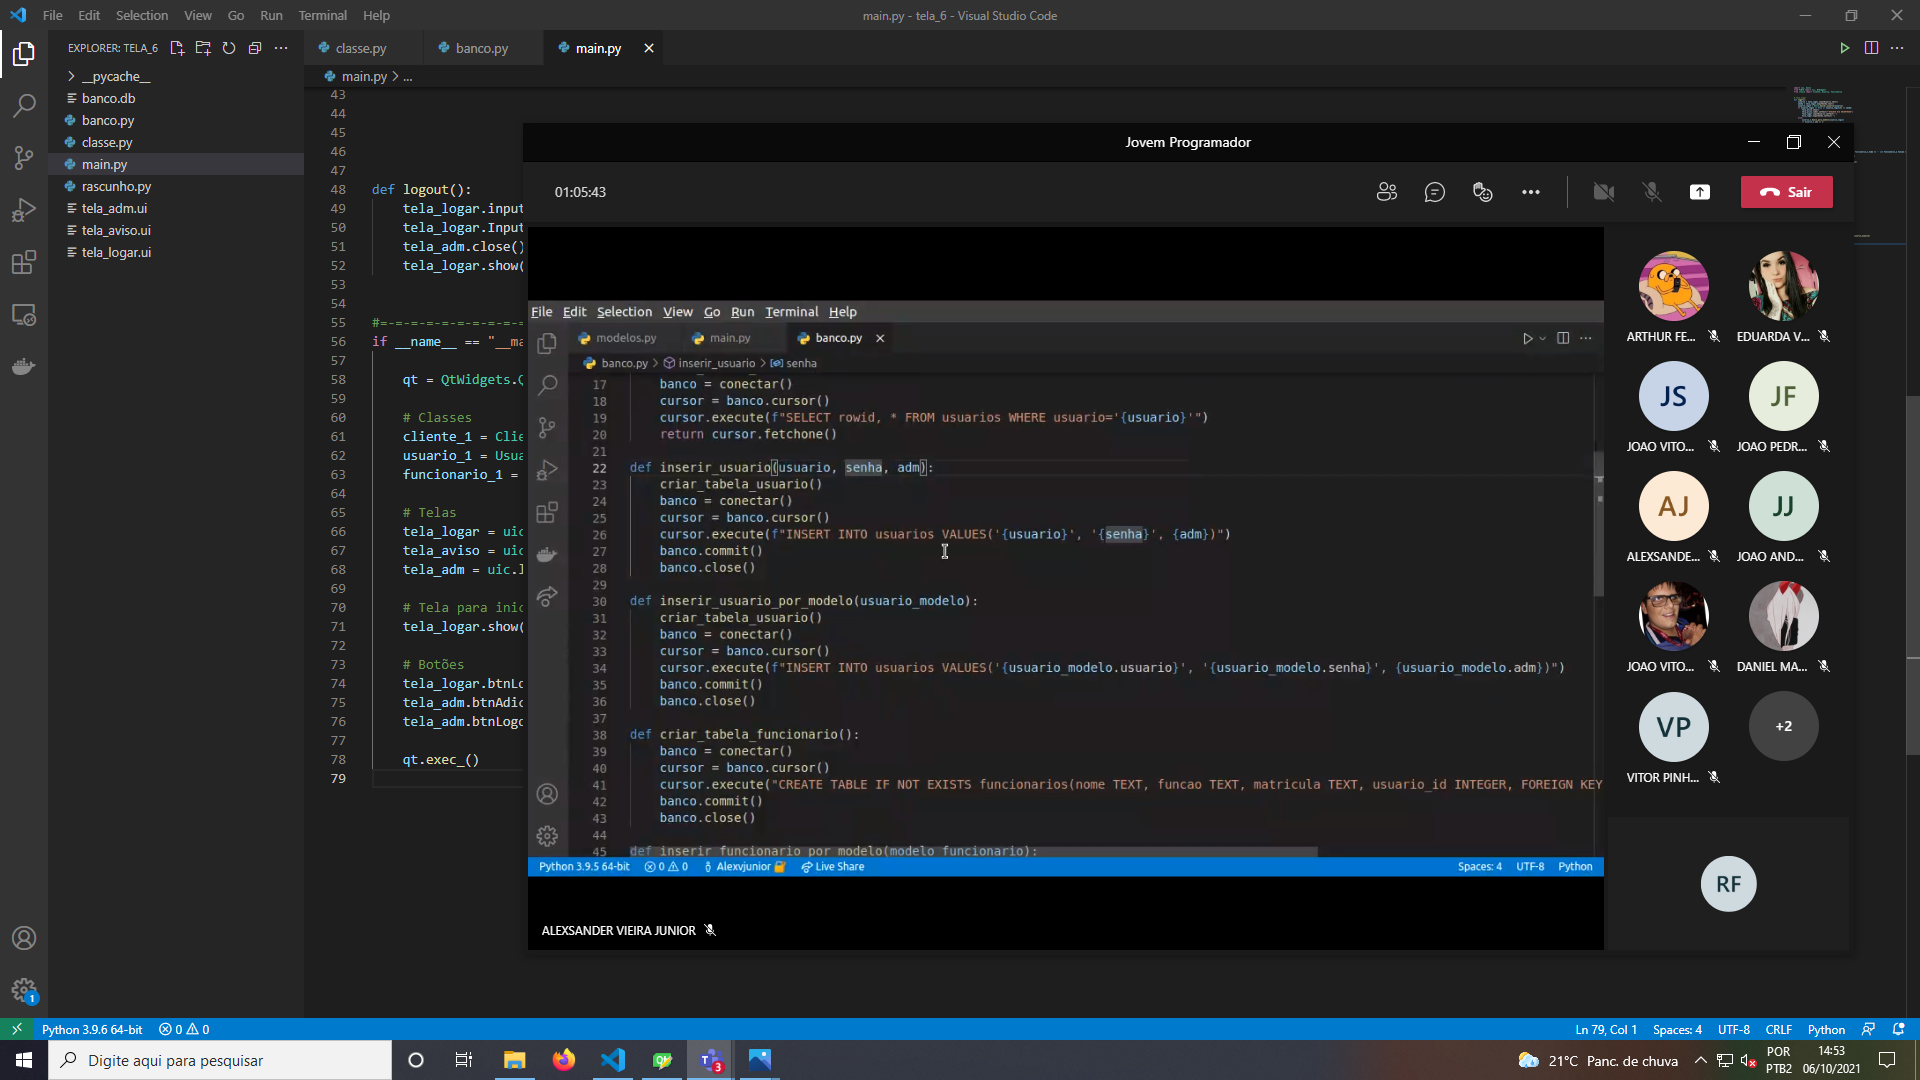 File Edit Selection View Go Run Terminal Help
main.py - tela_6 - Visual Studio Code
EXPLORER: TELA_6
classe.py
banco.py
main.py
main.py > ...
__pycache__
banco.db
banco.py
classe.py
main.py
rascunho.py
tela_adm.ui
tela_aviso.ui
tela_logar.ui
43
44
45
46
47
48 def logout():
49 tela_logar.input
50 tela_logar.Input
51 tela_adm.close()
52 tela_logar.show(
53
54
55 #=-=-=-=-=-=-=-=-=-
56 if __name__ == "__ma
57
58 qt = QtWidgets.Q
59
60 # Classes
61 cliente_1 = Clie
62 usuario_1 = Usua
63 funcionario_1 =
64
65 # Telas
66 tela_logar = uic
67 tela_aviso = uic
68 tela_adm = uic.l
69
70 # Tela para inic
71 tela_logar.show(
72
73 # Botões
74 tela_logar.btnLo
75 tela_adm.btnAdic
76 tela_adm.btnLogo
77
78 qt.exec_()
79
Jovem Programador
01:05:43
Sair
File Edit Selection View Go Run Terminal Help
modelos.py
main.py
banco.py
banco.py > inserir_usuario > senha
17 banco = conectar()
18 cursor = banco.cursor()
19 cursor.execute(f"SELECT rowid, * FROM usuarios WHERE usuario='{usuario}'")
20 return cursor.fetchone()
21
22 def inserir_usuario(usuario, senha, adm):
23 criar_tabela_usuario()
24 banco = conectar()
25 cursor = banco.cursor()
26 cursor.execute(f"INSERT INTO usuarios VALUES('{usuario}', '{senha}', {adm})")
27 banco.commit()
28 banco.close()
29
30 def inserir_usuario_por_modelo(usuario_modelo):
31 criar_tabela_usuario()
32 banco = conectar()
33 cursor = banco.cursor()
34 cursor.execute(f"INSERT INTO usuarios VALUES('{usuario_modelo.usuario}', '{usuario_modelo.senha}', {usuario_modelo.adm})")
35 banco.commit()
36 banco.close()
37
38 def criar_tabela_funcionario():
39 banco = conectar()
40 cursor = banco.cursor()
41 cursor.execute("CREATE TABLE IF NOT EXISTS funcionarios(nome TEXT, funcao TEXT, matricula TEXT, usuario_id INTEGER, FOREIGN KEY
42 banco.commit()
43 banco.close()
44
45 def inserir_funcionario_por_modelo(modelo_funcionario):
Python 3.9.5 64-bit 0 0 Alexvjunior Live Share
Spaces: 4 UTF-8 Python
ALEXSANDER VIEIRA JUNIOR
ARTHUR FE...
EDUARDA V...
JS
JF
JOAO VITO...
JOAO PEDR...
AJ
JJ
ALEXSANDE...
JOAO AND...
JOAO VITO...
DANIEL MA...
VP
+2
VITOR PINH...
RF
1
Python 3.9.6 64-bit 0 0
Ln 79, Col 1 Spaces: 4 UTF-8 CRLF Python
Digite aqui para pesquisar
3
21°C Panc. de chuva
POR
PTB2
14:53
06/10/2021